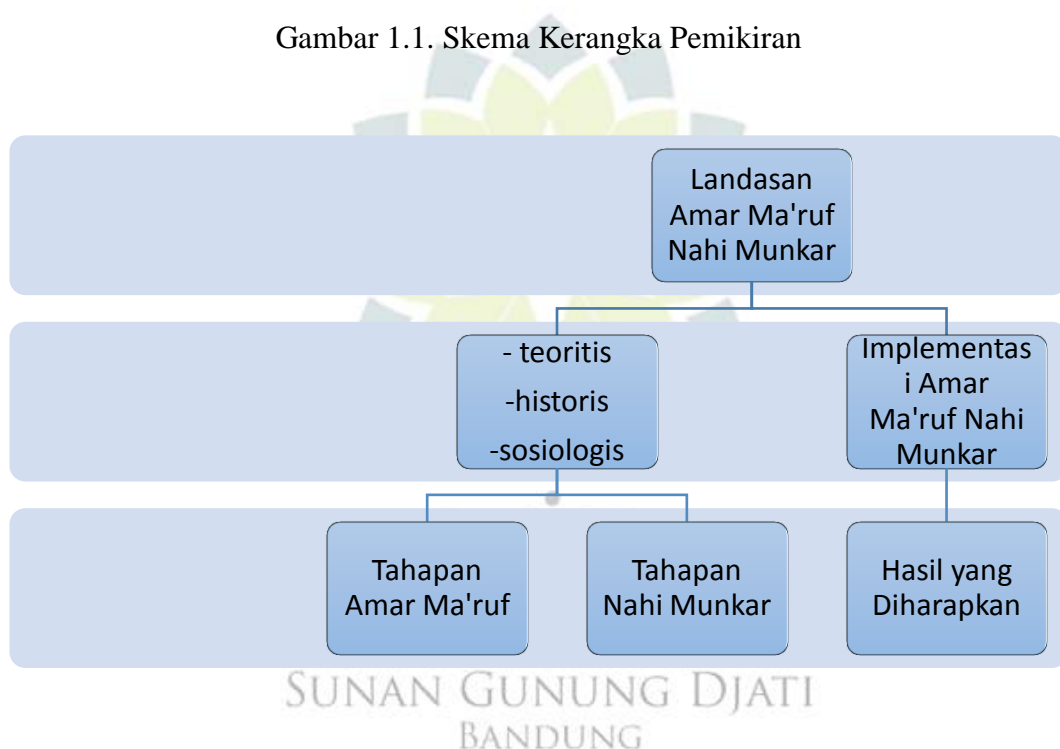 Gambar 1.1. Skema Kerangka Pemikiran
Landasan
Amar Ma'ruf
Nahi Munkar
- teoritis
-historis
-sosiologis
Implementas
i Amar
Ma'ruf Nahi
Munkar
Tahapan
Amar Ma'ruf
Tahapan
Nahi Munkar
Hasil yang
Diharapkan
SUNAN GUNUNG DJATI
BANDUNG